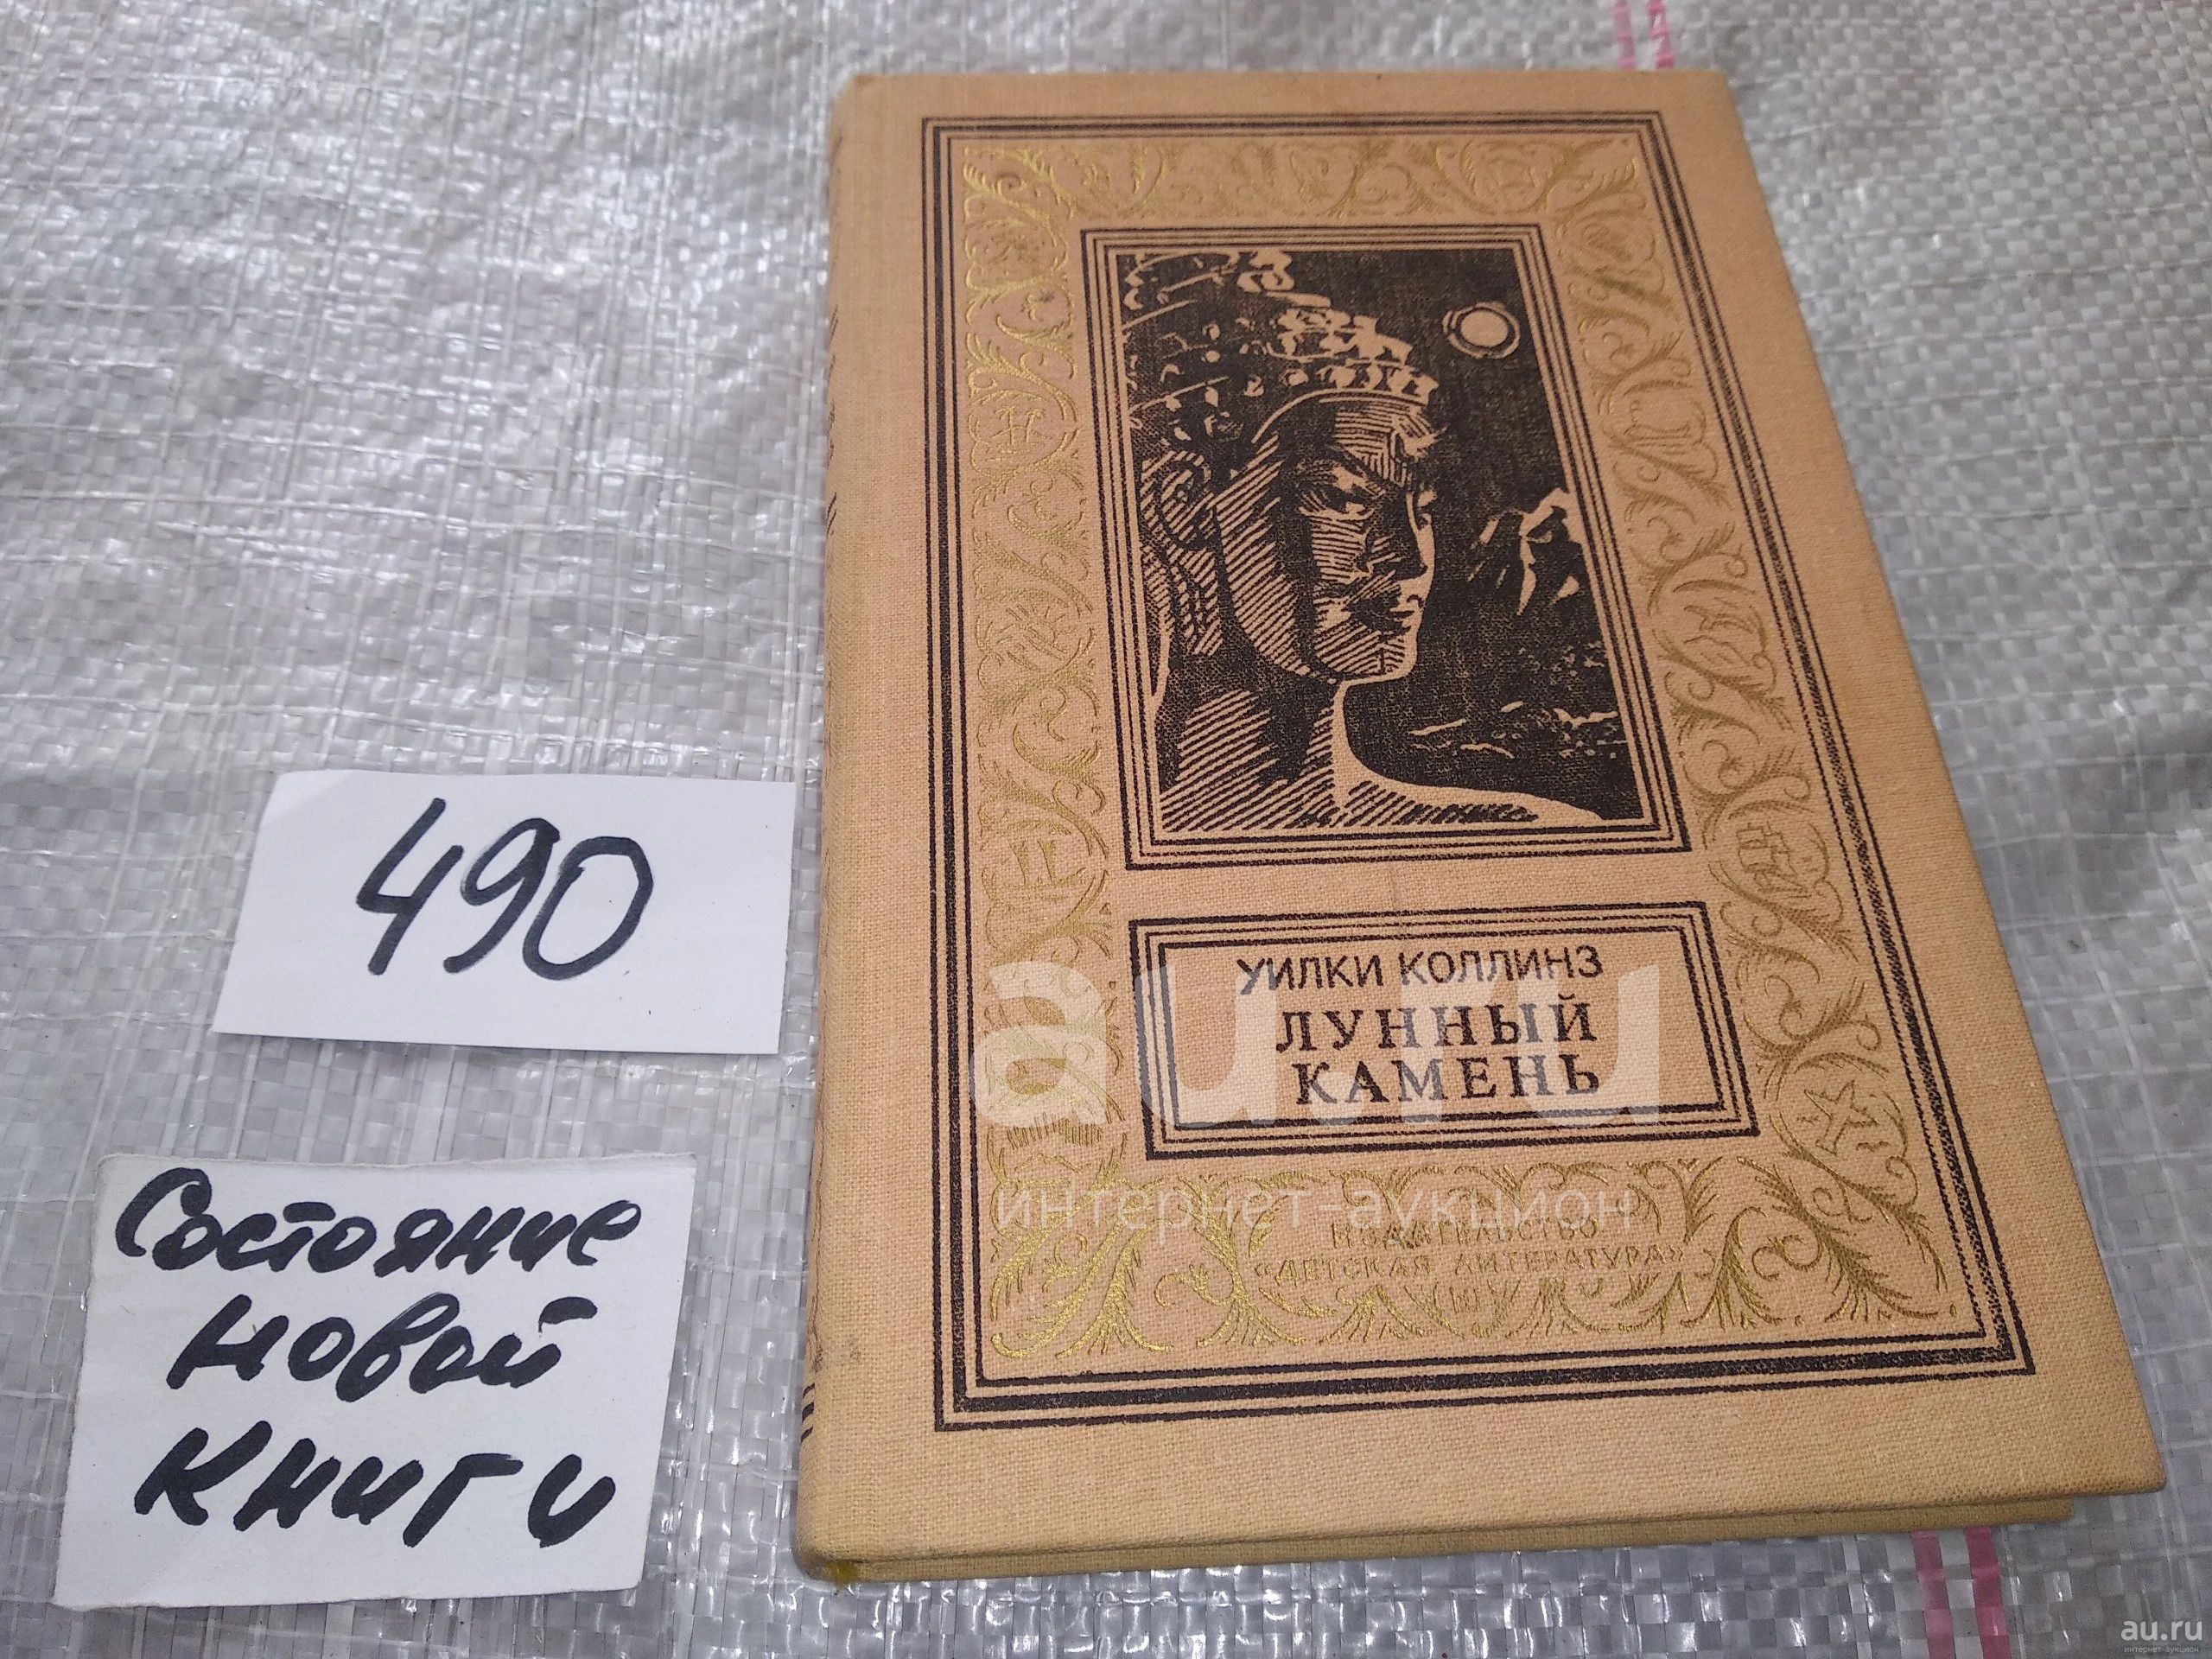 490
Состояние
новой
книги
УИЛКИ КОЛЛИНЗ
ЛУННЫЙ
КАМЕНЬ
ИЗДАТЕЛЬСТВО
«ДЕТСКАЯ ЛИТЕРАТУРА»
au.ru
интернет-аукцион
au.ru
интернет-аукцион